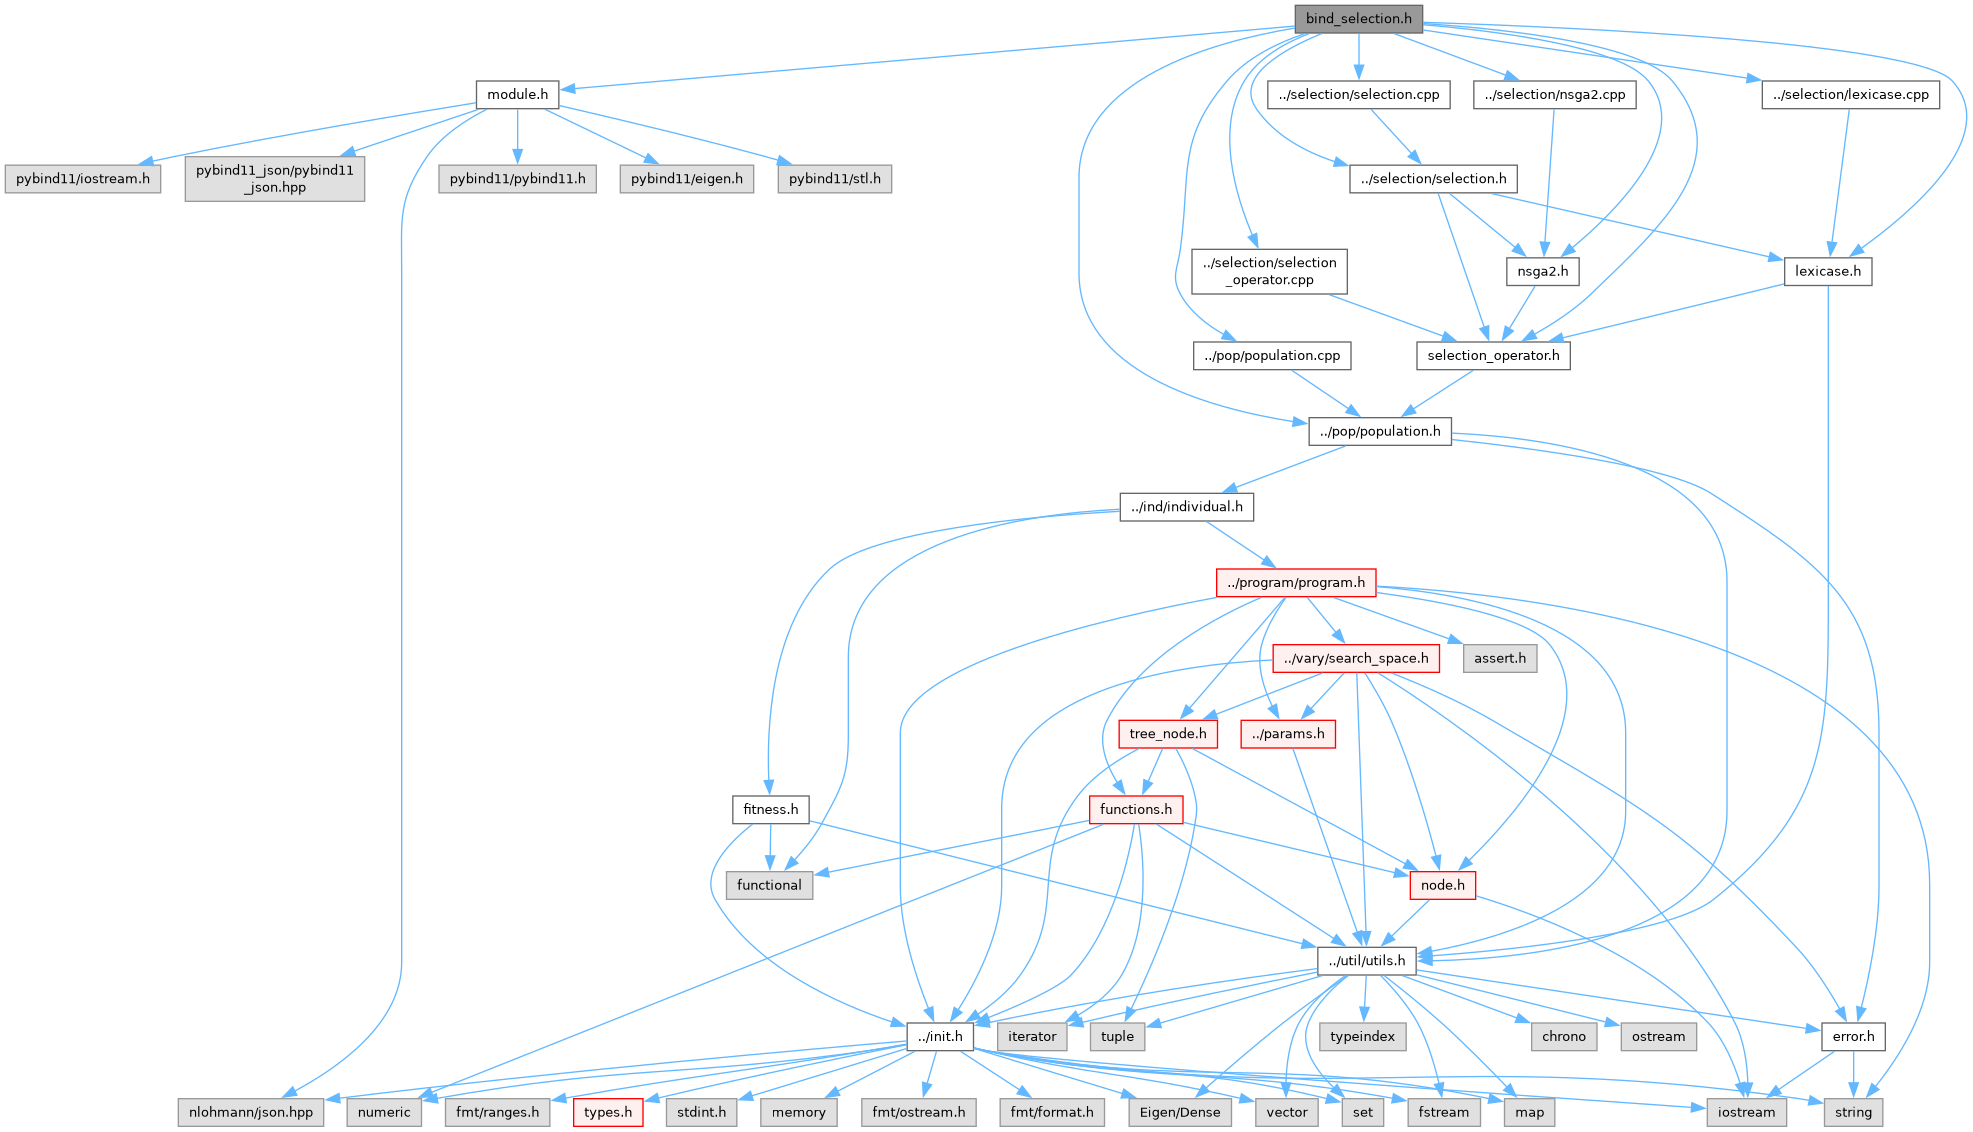 bind_selection.h
module.h
../selection/selection.cpp
../selection/nsga2.cpp
../selection/lexicase.cpp
pybind11/iostream.h
pybind11_json/pybind11
_json.hpp
pybind11/pybind11.h
pybind11/eigen.h
pybind11/stl.h
../selection/selection.h
../selection/selection
_operator.cpp
nsga2.h
lexicase.h
../pop/population.cpp
selection_operator.h
../pop/population.h
../ind/individual.h
../program/program.h
../vary/search_space.h
assert.h
tree_node.h
../params.h
fitness.h
functions.h
functional
node.h
../util/utils.h
../init.h
iterator
tuple
typeindex
chrono
ostream
error.h
nlohmann/json.hpp
numeric
fmt/ranges.h
types.h
stdint.h
memory
fmt/ostream.h
fmt/format.h
Eigen/Dense
vector
set
fstream
map
iostream
string